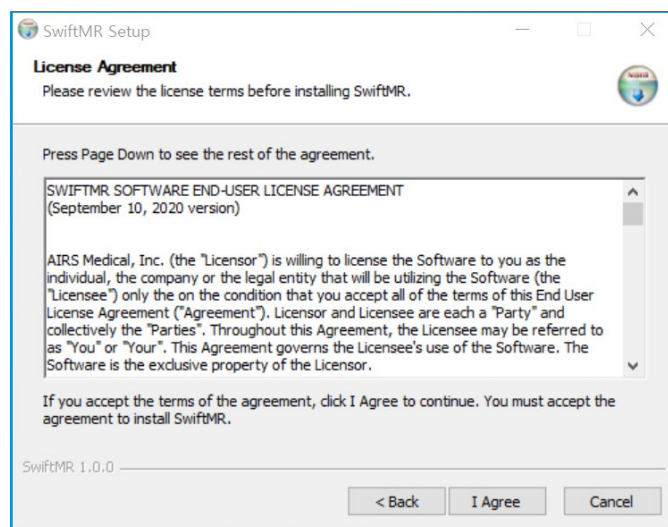 SwiftMR Setup
License Agreement
Please review the license terms before installing SwiftMR.
Press Page Down to see the rest of the agreement.
SWIFTMR SOFTWARE END-USER LICENSE AGREEMENT
(September 10, 2020 version)
AIRS Medical, Inc. (the "Licensor") is willing to license the Software to you as the
individual, the company or the legal entity that will be utilizing the Software (the
"Licensee") only the on the condition that you accept all of the terms of this End User
License Agreement ("Agreement"). Licensor and Licensee are each a "Party" and
collectively the "Parties". Throughout this Agreement, the Licensee may be referred to
as "You" or "Your". This Agreement governs the Licensee's use of the Software. The
Software is the exclusive property of the Licensor.
If you accept the terms of the agreement, click I Agree to continue. You must accept the
agreement to install SwiftMR.
SwiftMR 1.0.0
< Back I Agree Cancel